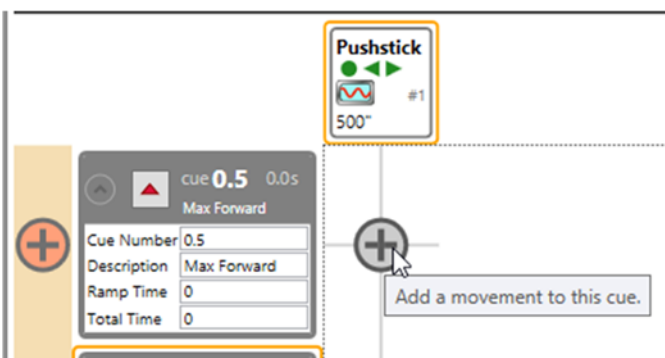 Pushstick
#1
500"
cue 0.5 0.0s
Max Forward
Cue Number 0.5
Description Max Forward
Ramp Time 0
Total Time 0
Add a movement to this cue.